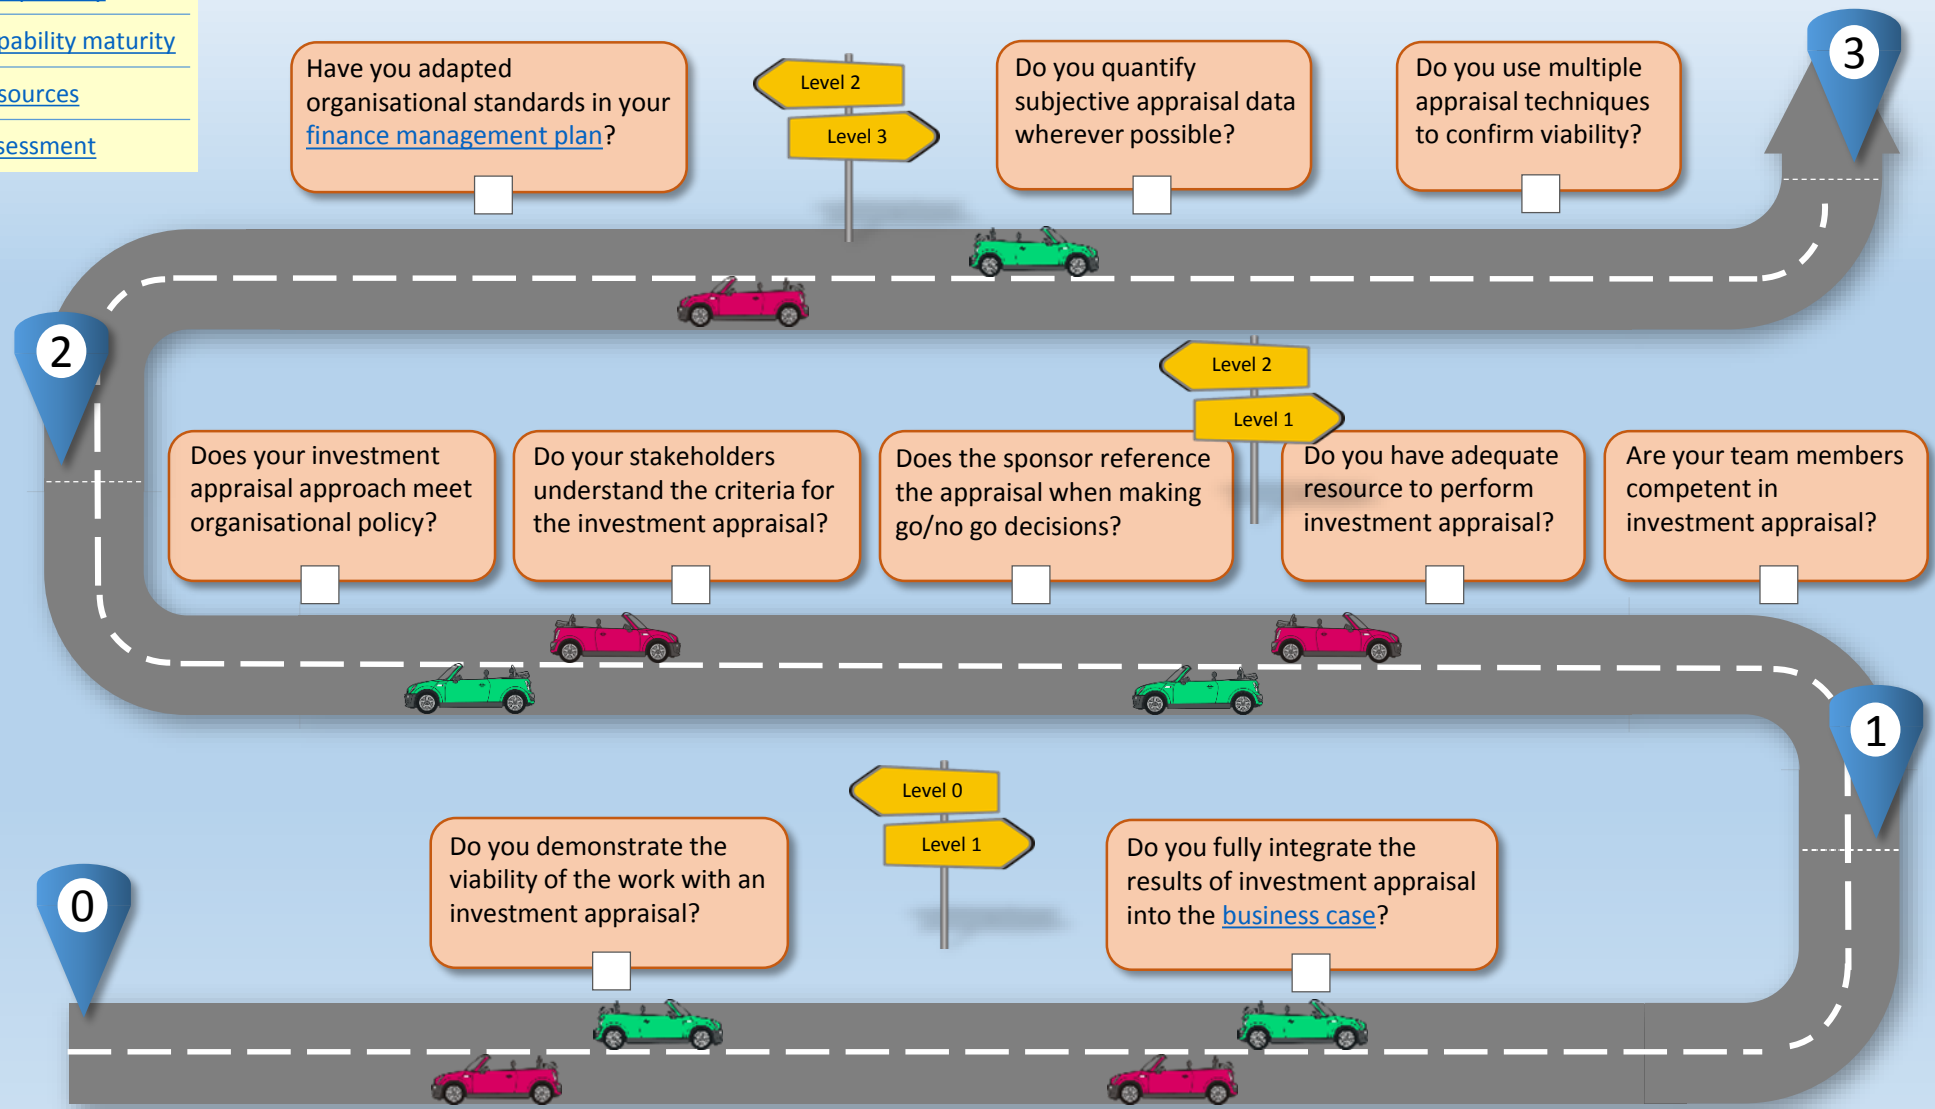 pability maturity
sources
sessment
Have you adapted
organisational standards in your
finance management plan?
Level 2
Level 3
Do you quantify
subjective appraisal data
wherever possible?
Do you use multiple
appraisal techniques
to confirm viability?
3
2
Level 2
Level 1
Does your investment
appraisal approach meet
organisational policy?
Do your stakeholders
understand the criteria for
the investment appraisal?
Does the sponsor reference
the appraisal when making
go/no go decisions?
Do you have adequate
resource to perform
investment appraisal?
Are your team members
competent in
investment appraisal?
1
Level 0
Level 1
0
Do you demonstrate the
viability of the work with an
investment appraisal?
Do you fully integrate the
results of investment appraisal
into the business case?